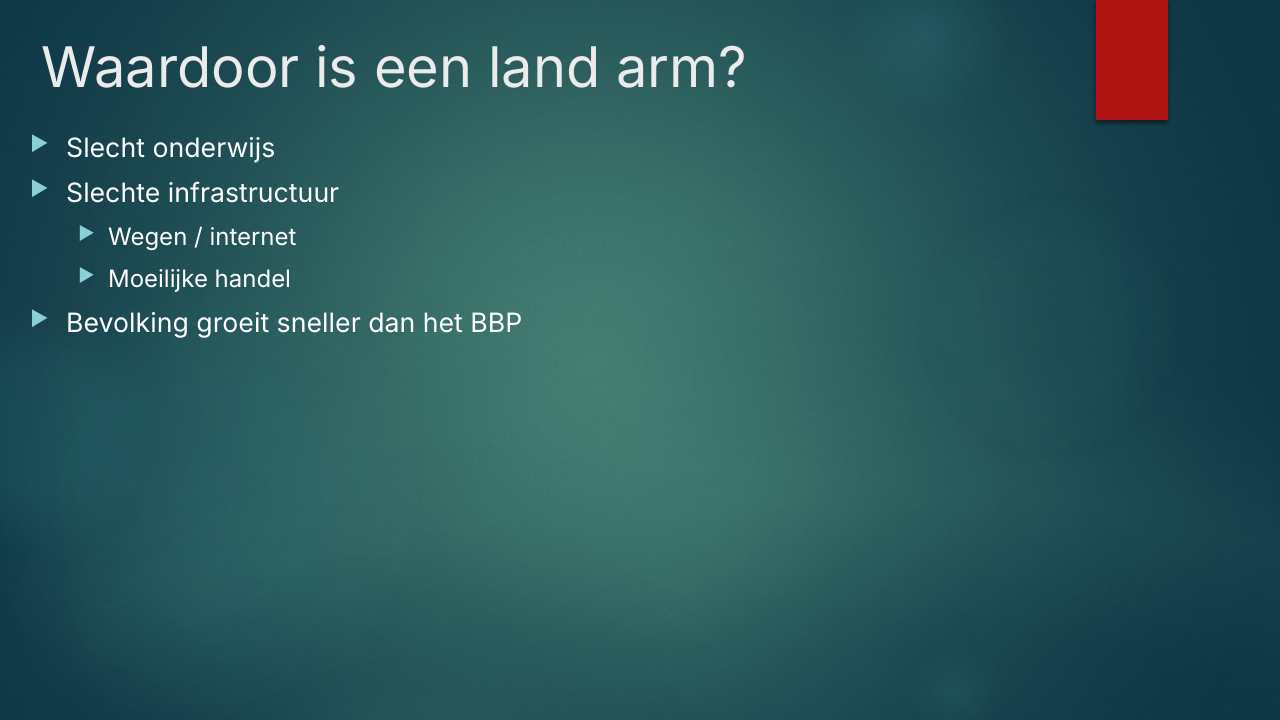 Waardoor is een land arm?
Slecht onderwijs
Slechte infrastructuur
Wegen / internet
Moeilijke handel
Bevolking groeit sneller dan het BBP